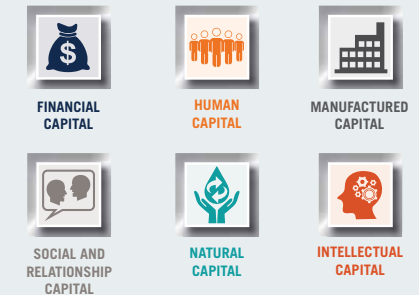 $
FINANCIAL
CAPITAL
HUMAN
CAPITAL
MANUFACTURED
CAPITAL
SOCIAL AND
RELATIONSHIP
CAPITAL
NATURAL
CAPITAL
INTELLECTUAL
CAPITAL